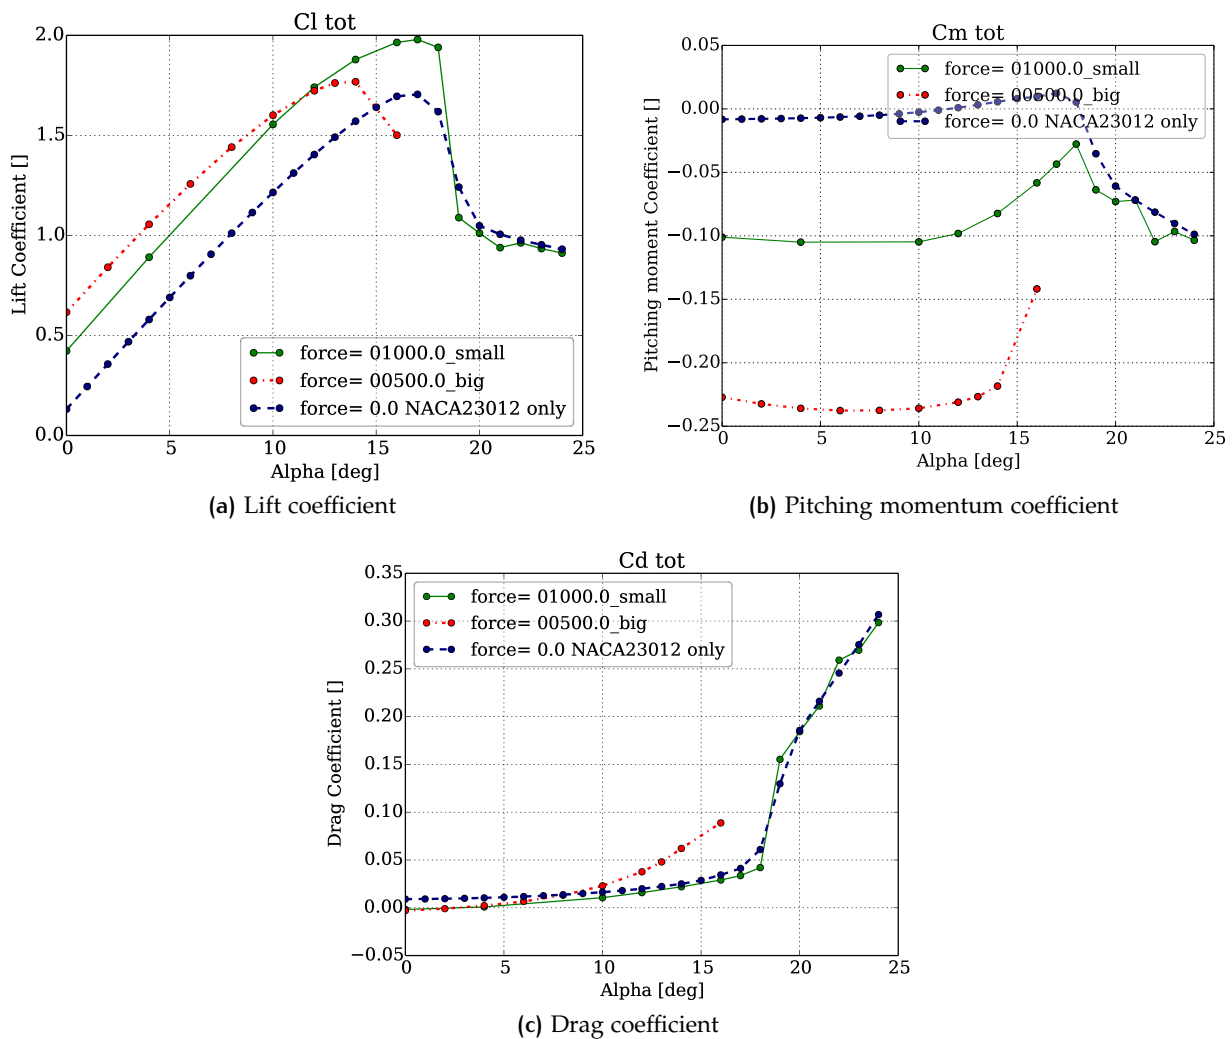 Cl tot
2.0
1.5
1.0
0.5
0.0
Lift Coefficient []
force= 01000.0_small
force= 00500.0_big
force= 0.0 NACA23012 only
0 5 10 15 20 25
Alpha [deg]
(a) Lift coefficient
Cm tot
0.05
0.00
−0.05
−0.10
−0.15
−0.20
−0.25
Pitching moment Coefficient []
force= 01000.0_small
force= 00500.0_big
force= 0.0 NACA23012 only
0 5 10 15 20 25
Alpha [deg]
(b) Pitching momentum coefficient
Cd tot
0.35
0.30
0.25
0.20
0.15
0.10
0.05
0.00
−0.05
Drag Coefficient []
force= 01000.0_small
force= 00500.0_big
force= 0.0 NACA23012 only
0 5 10 15 20 25
Alpha [deg]
(c) Drag coefficient